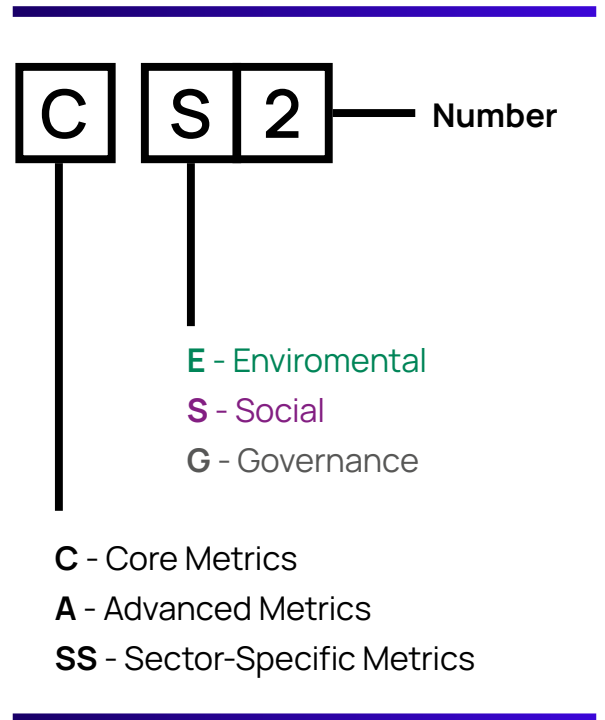 C S 2 Number
E - Enviromental
S - Social
G - Governance
C - Core Metrics
A - Advanced Metrics
SS - Sector-Specific Metrics